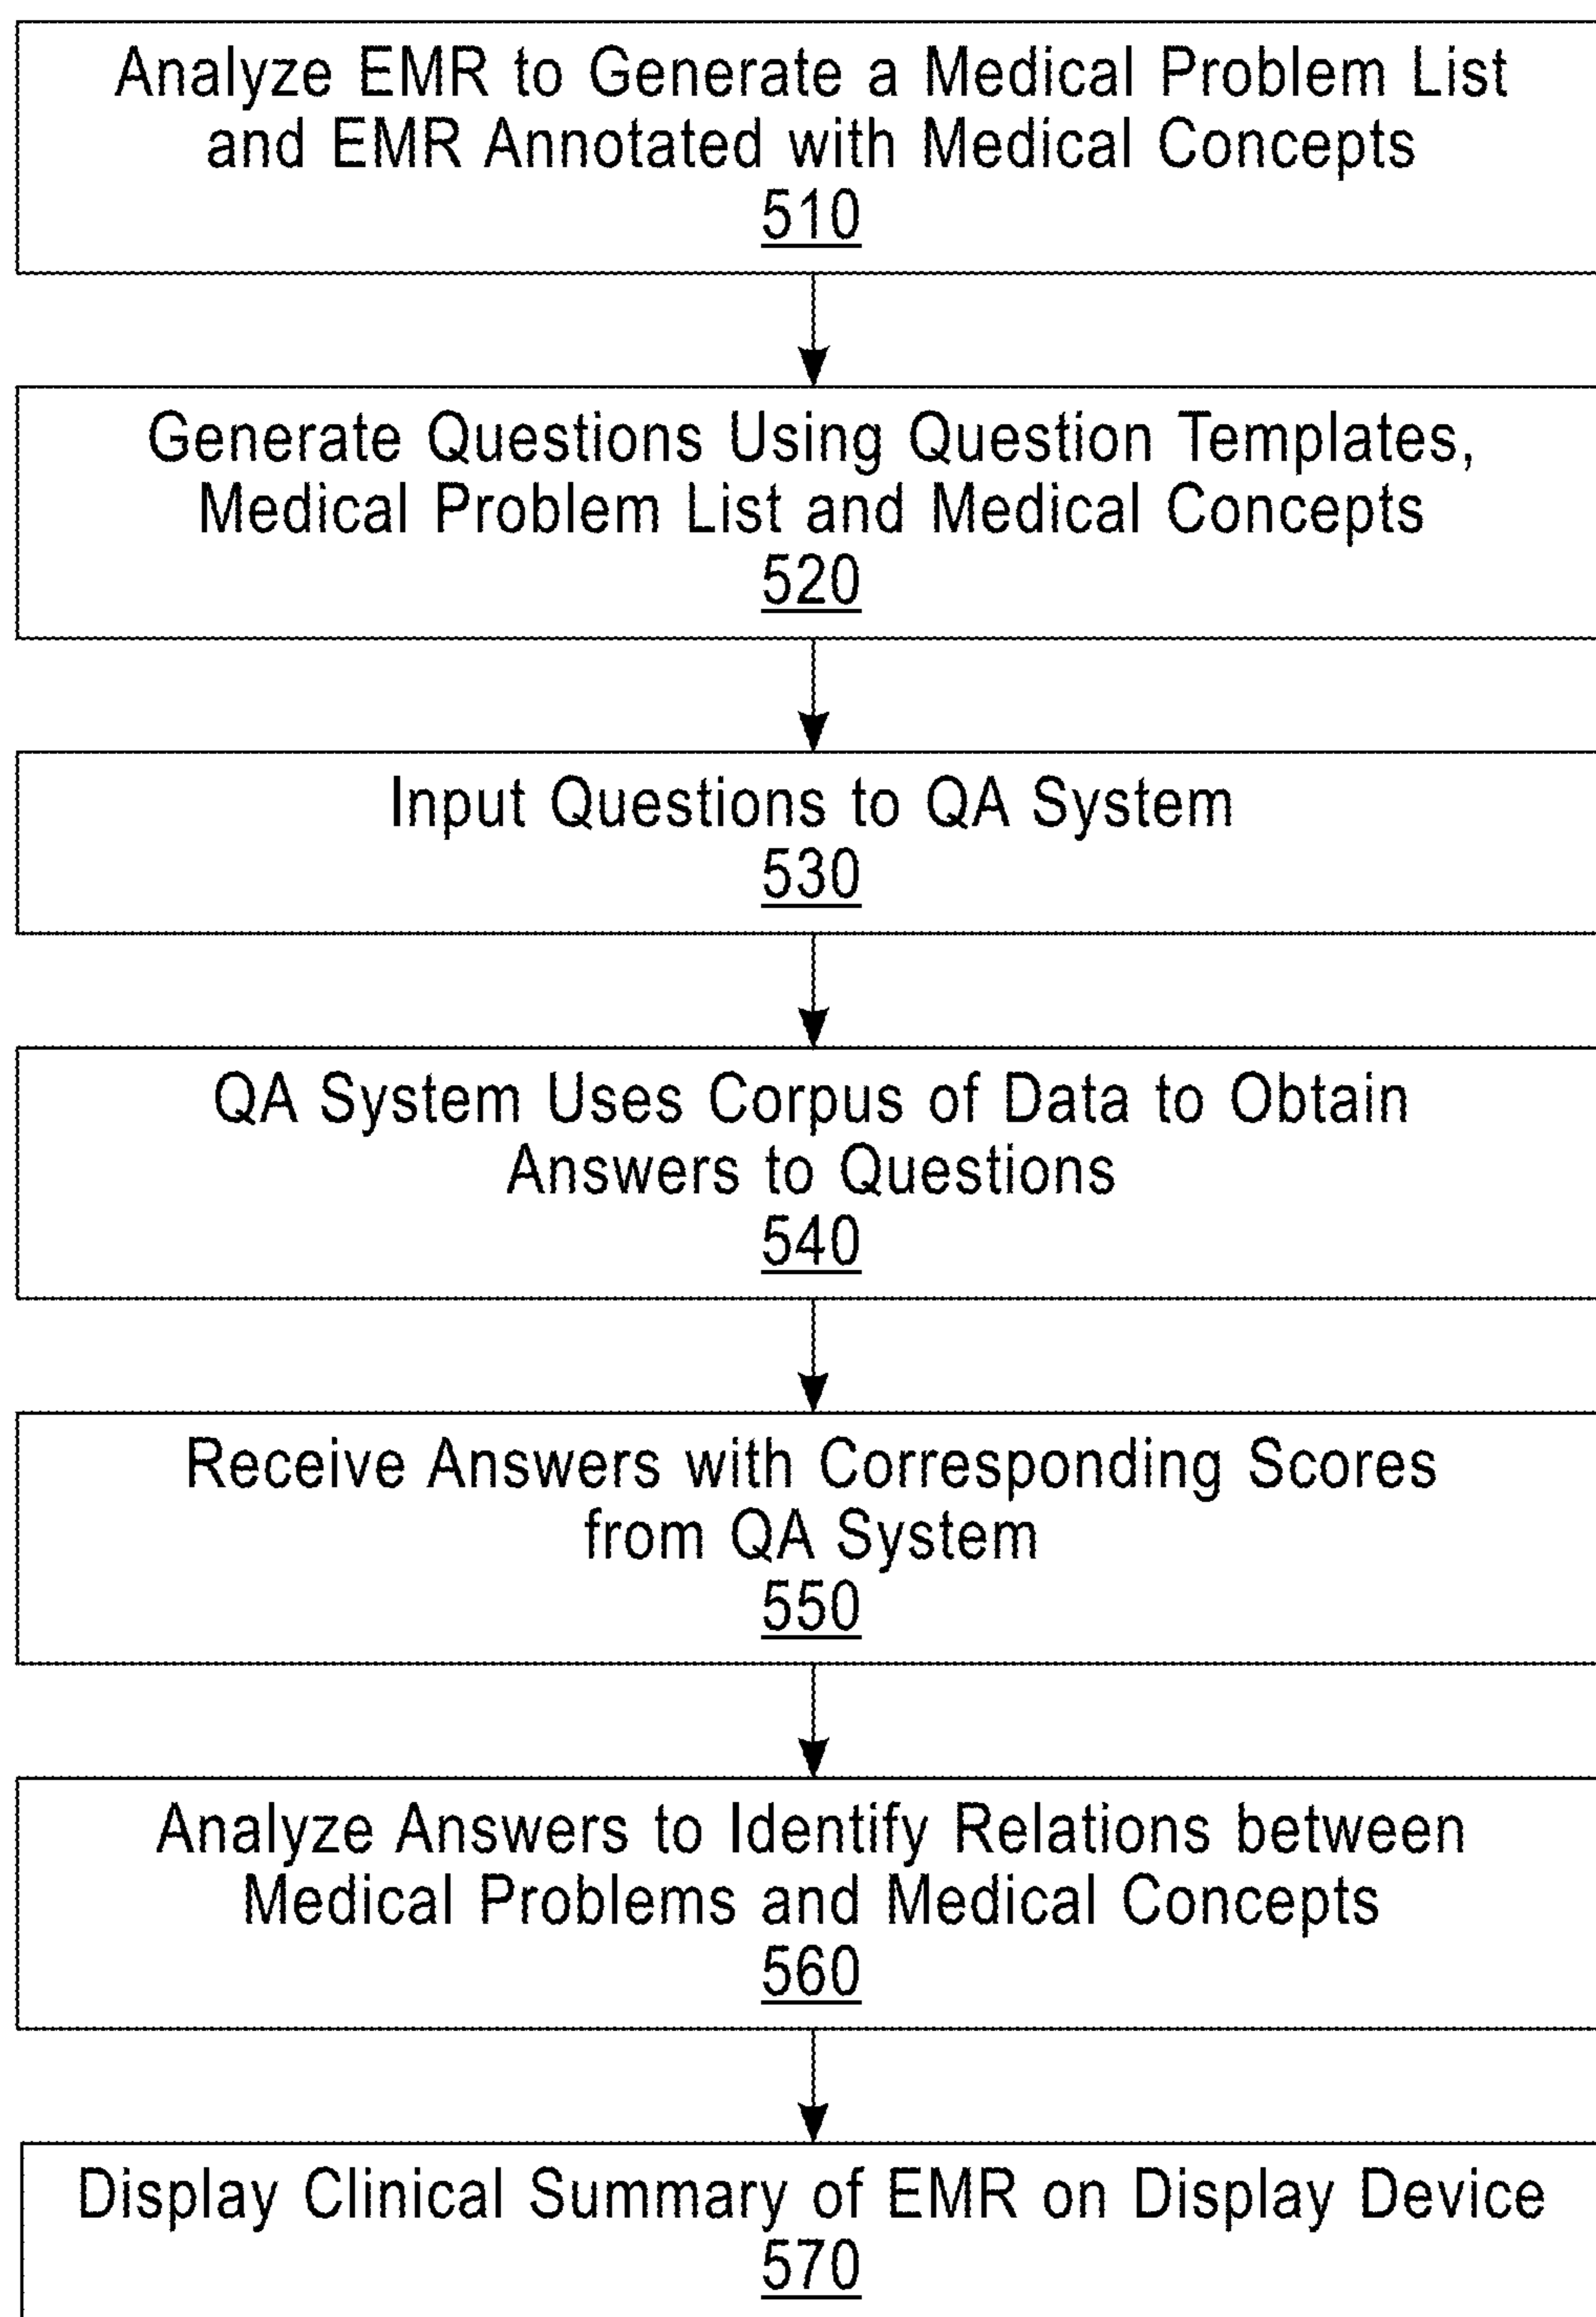 Analyze EMR to Generate a Medical Problem List
and EMR Annotated with Medical Concepts
510
Generate Questions Using Question Templates,
Medical Problem List and Medical Concepts
520
Input Questions to QA System
530
QA System Uses Corpus of Data to Obtain
Answers to Questions
540
Receive Answers with Corresponding Scores
from QA System
550
Analyze Answers to Identify Relations between
Medical Problems and Medical Concepts
560
Display Clinical Summary of EMR on Display Device
570